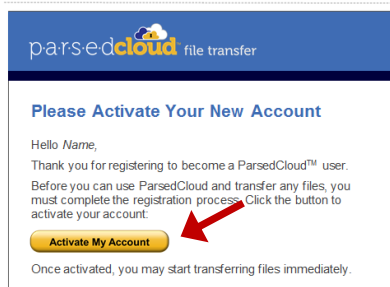 p·a·r·s·e·dcloud™ file transfer
Please Activate Your New Account
Hello Name,
Thank you for registering to become a ParsedCloud™ user.
Before you can use ParsedCloud and transfer any files, you
must complete the registration process. Click the button to
activate your account:
Activate My Account
Once activated, you may start transferring files immediately.